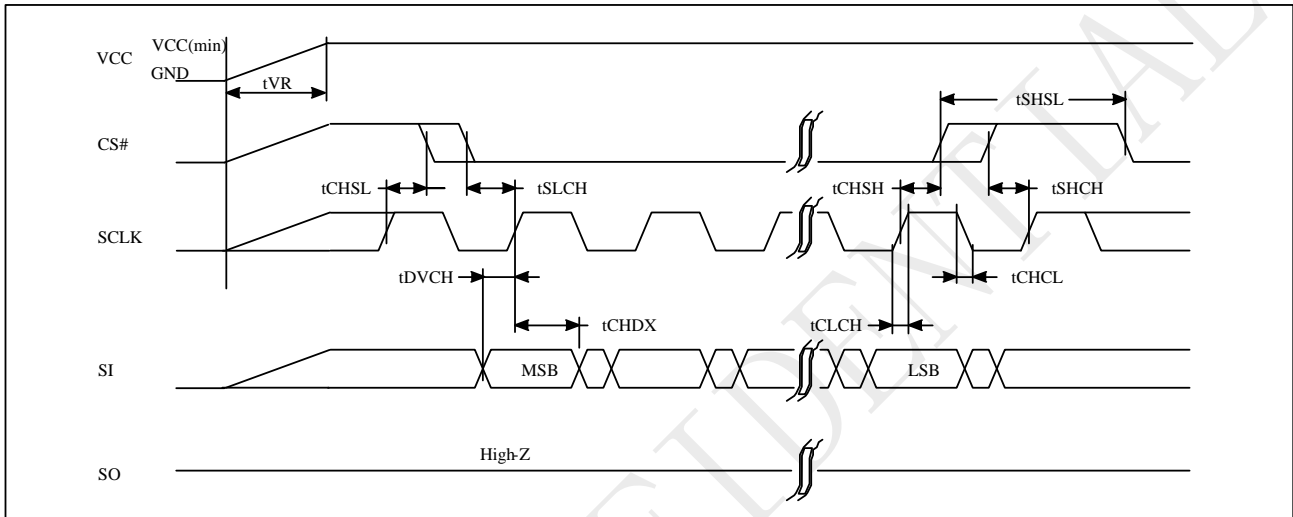 VCC(min)
VCC
GND
tVR
tSHSL
CS#
tCHSL
tSLCH
tCHSH
tSHCH
SCLK
tDVCH
tCHCL
tCHDX
tCLCH
SI
MSB
LSB
High-Z
SO